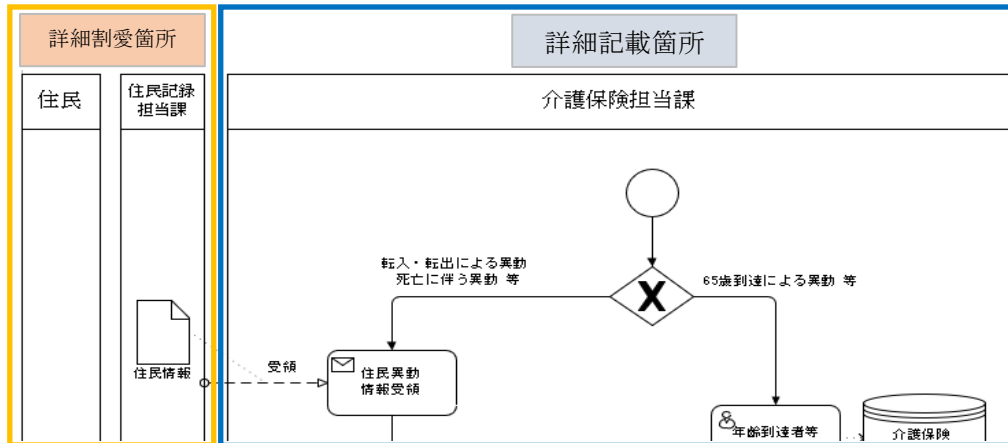 詳細割愛箇所
詳細記載箇所
住民
住民記録
担当課
介護保険担当課
転入・転出による異動
死亡に伴う異動 等
65歳到達による異動 等
住民情報
受領
住民異動
情報受領
年齢到達者等
介護保険